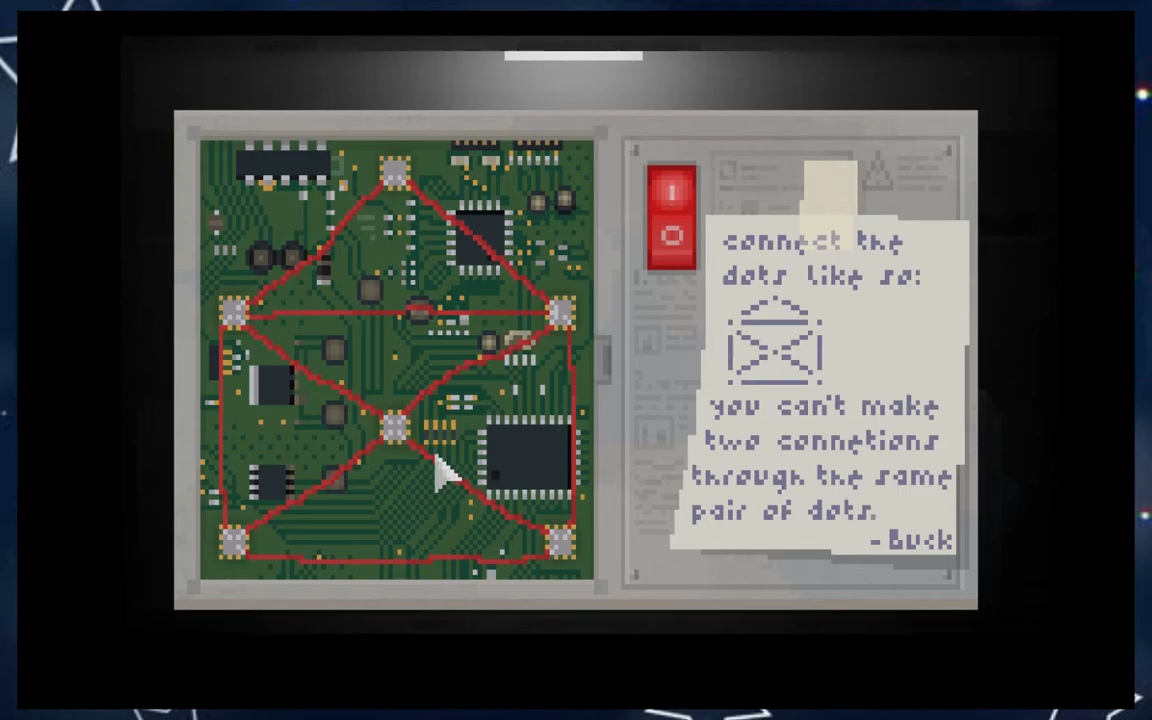 connect the
dots like so:
you can't make
two connetions
through the same
pair of dots.
-Buck